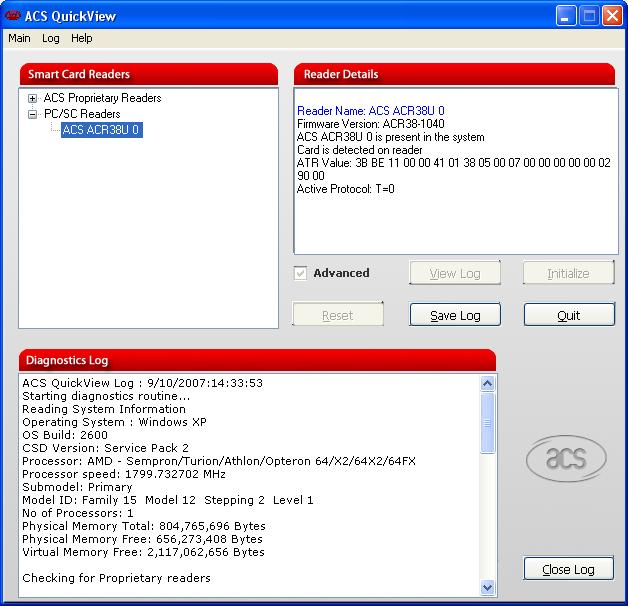 ACS QuickView
Main Log Help
Smart Card Readers
ACS Proprietary Readers
PC/SC Readers
ACS ACR38U 0
Reader Details
Reader Name: ACS ACR38U 0
Firmware Version: ACR38-1040
ACS ACR38U 0 is present in the system
Card is detected on reader
ATR Value: 3B BE 11 00 00 41 01 38 05 00 07 00 00 00 00 00 02
90 00
Active Protocol: T=0
Advanced
View Log
Initialize
Reset
Save Log
Quit
Diagnostics Log
ACS QuickView Log : 9/10/2007:14:33:53
Starting diagnostics routine...
Reading System Information
Operating System : Windows XP
OS Build: 2600
CSD Version: Service Pack 2
Processor: AMD - Sempron/Turion/Athlon/Opteron 64/X2/64X2/64FX
Processor speed: 1799.732702 MHz
Submodel: Primary
Model ID: Family 15 Model 12 Stepping 2 Level 1
No of Processors: 1
Physical Memory Total: 804,765,696 Bytes
Physical Memory Free: 656,273,408 Bytes
Virtual Memory Free: 2,117,062,656 Bytes
Checking for Proprietary readers
acs
Close Log